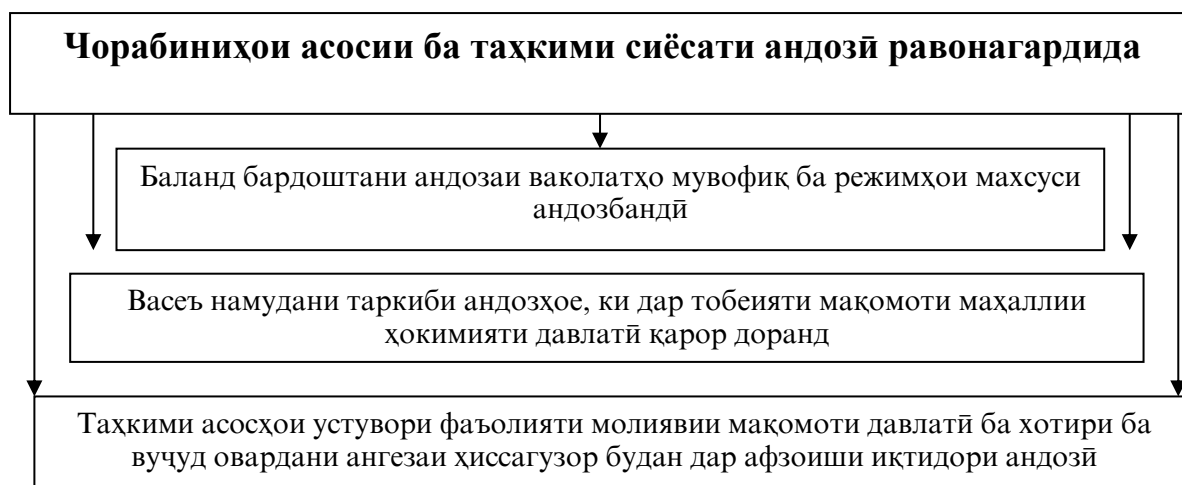 Чорабиниҳои асосии ба таҳкими сиёсати андозӣ равонагардида
Баланд бардоштани андозаи ваколатҳо мувофиқ ба режимҳои махсуси
андозбандӣ
Васеъ намудани таркиби андозҳое, ки дар тобеияти мақомоти маҳаллии
ҳокимияти давлатӣ қарор доранд
Таҳкими асосҳои устувори фаъолияти молиявии мақомоти давлатӣ ба хотири ба
вуҷуд овардани ангезаи ҳиссагузор будан дар афзоиши иқтидори андозӣ